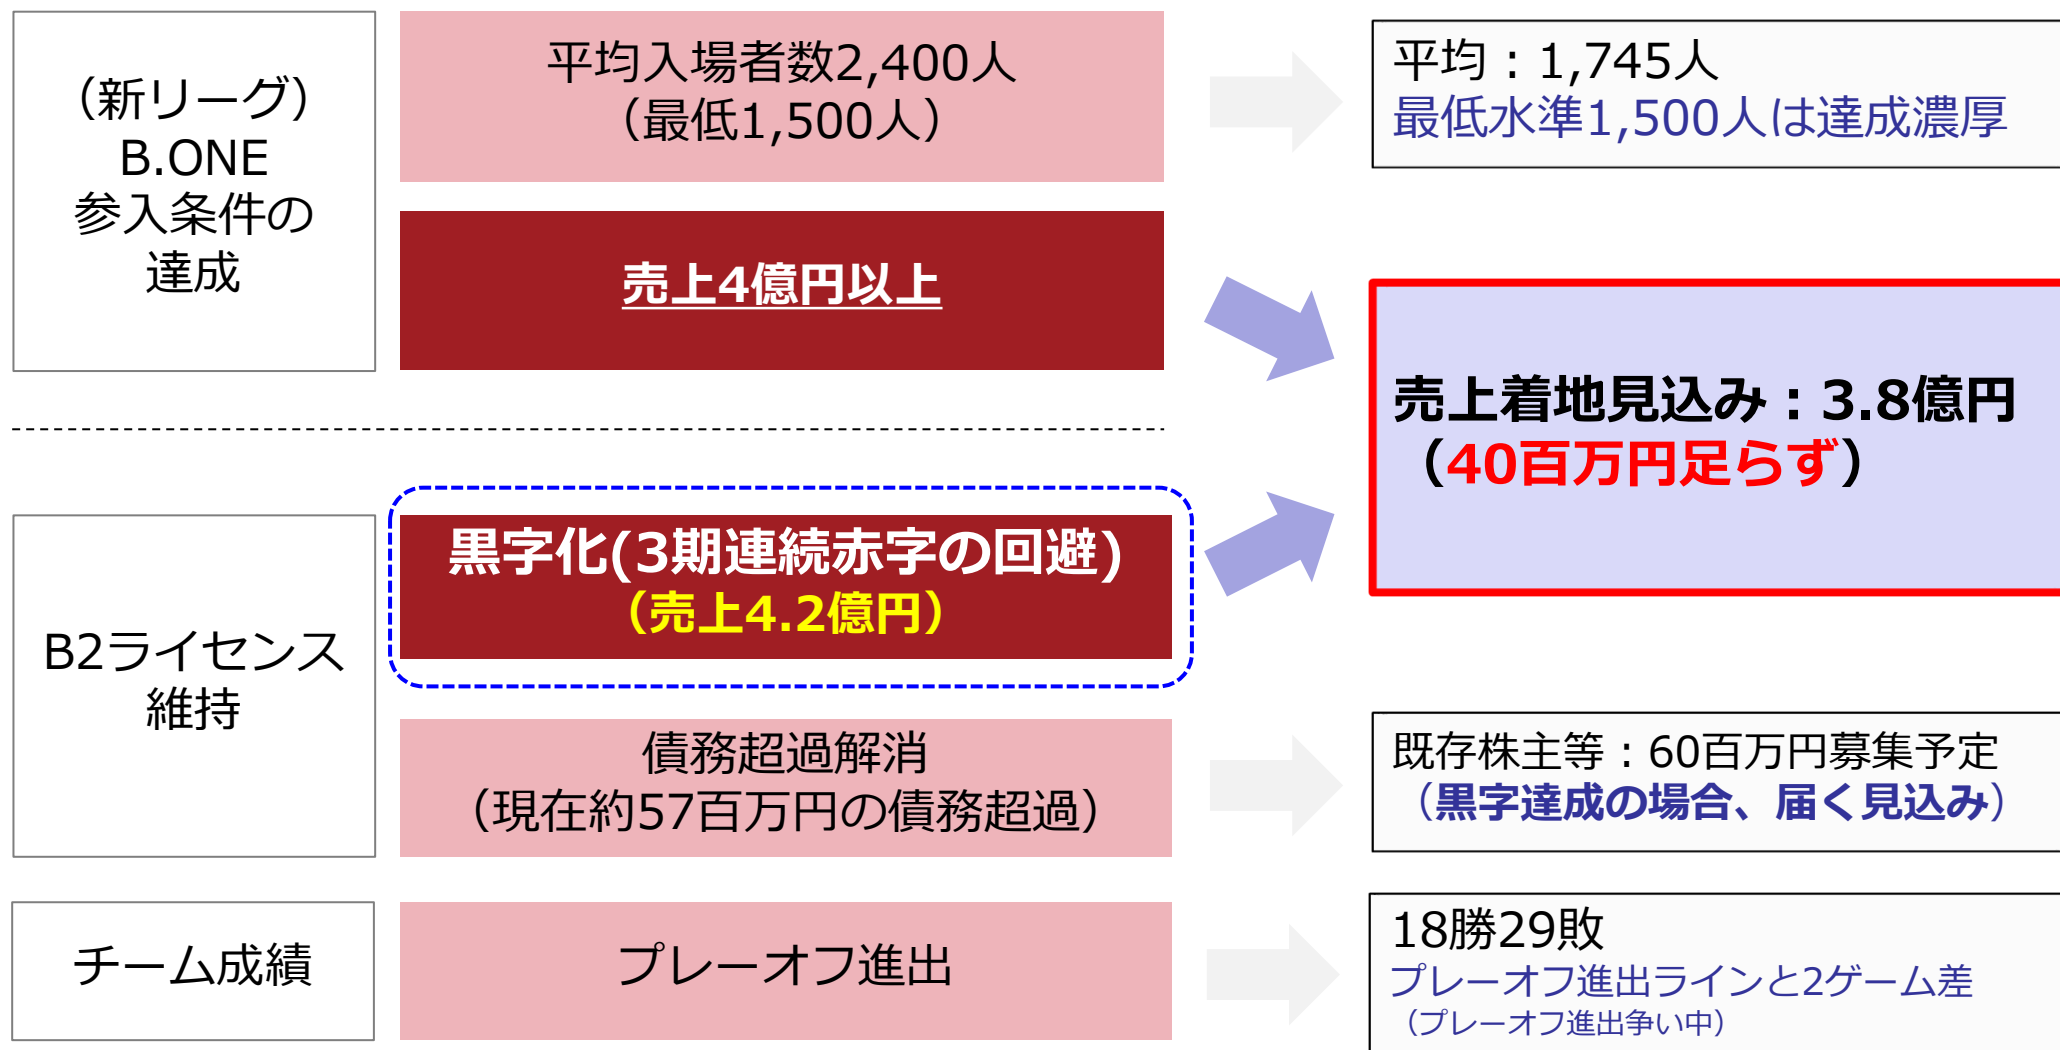 （新リーグ）
B.ONE
参入条件の
達成
平均入場者数2,400人
（最低1,500人）
平均：1,745人
最低水準1,500人は達成濃厚
売上4億円以上
売上着地見込み：3.8億円
（40百万円足らず）
B2ライセンス
維持
黒字化(3期連続赤字の回避)
（売上4.2億円）
債務超過解消
（現在約57百万円の債務超過）
既存株主等：60百万円募集予定
（黒字達成の場合、届く見込み）
チーム成績
プレーオフ進出
18勝29敗
プレーオフ進出ラインと2ゲーム差
（プレーオフ進出争い中）